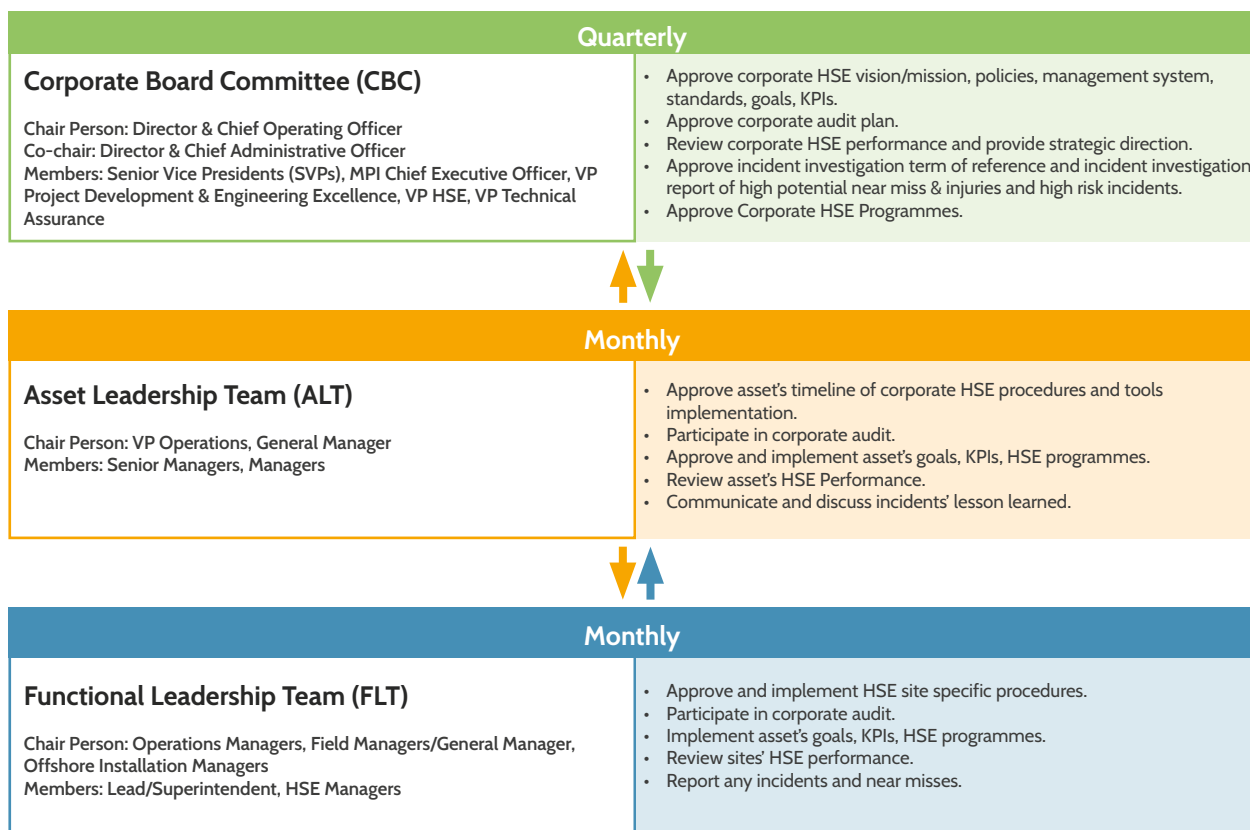 Quarterly
Corporate Board Committee (CBC)
Chair Person: Director & Chief Operating Officer
Co-chair: Director & Chief Administrative Officer
Members: Senior Vice Presidents (SVPs), MPI Chief Executive Officer, VP
Project Development & Engineering Excellence, VP HSE, VP Technical
Assurance
• Approve corporate HSE vision/mission, policies, management system,
standards, goals, KPIs.
• Approve corporate audit plan.
• Review corporate HSE performance and provide strategic direction.
• Approve incident investigation term of reference and incident investigation
report of high potential near miss & injuries and high risk incidents.
• Approve Corporate HSE Programmes.
Monthly
Asset Leadership Team (ALT)
Chair Person: VP Operations, General Manager
Members: Senior Managers, Managers
• Approve asset's timeline of corporate HSE procedures and tools
implementation.
• Participate in corporate audit.
• Approve and implement asset's goals, KPIs, HSE programmes.
• Review asset's HSE Performance.
• Communicate and discuss incidents' lesson learned.
Monthly
Functional Leadership Team (FLT)
Chair Person: Operations Managers, Field Managers/General Manager,
Offshore Installation Managers
Members: Lead/Superintendent, HSE Managers
• Approve and implement HSE site specific procedures.
• Participate in corporate audit.
• Implement asset's goals, KPIs, HSE programmes.
• Review sites' HSE performance.
• Report any incidents and near misses.